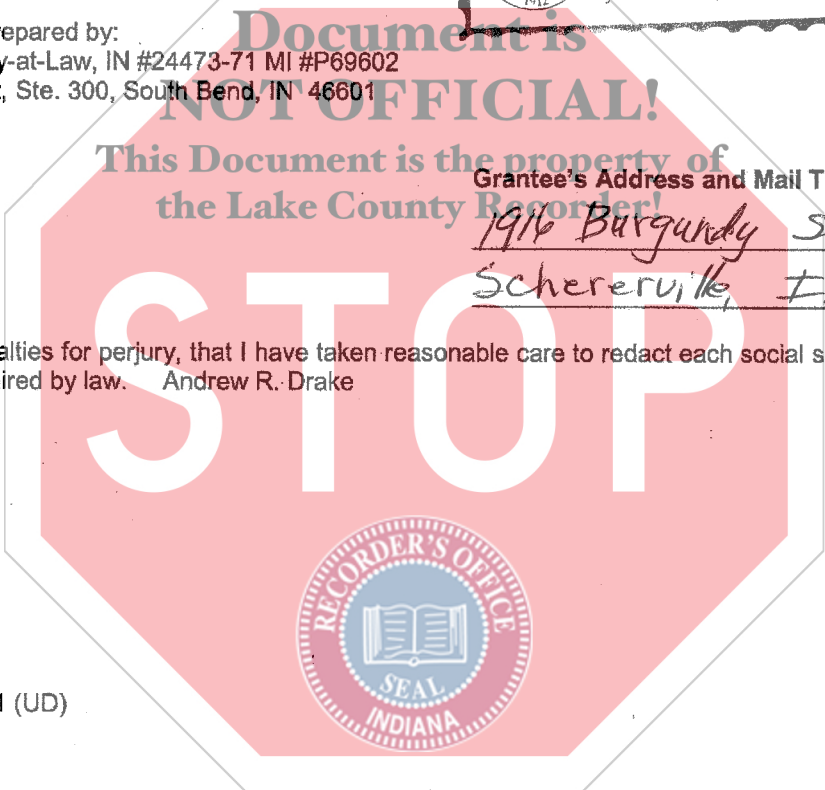 epared by:
Document is
y-at-Law, IN #24473-71 MI #P69602
, Ste. 300, South Bend, IN 46601
NOT OFFICIAL!
This Document is the property of
the Lake County Recorder!
Grantee's Address and Mail T
1916 Burgundy S
Schererville, I
STOP
alties for perjury, that I have taken reasonable care to redact each social s
ired by law. Andrew R. Drake
RECORDER'S OFFICE
SEAL
INDIANA
(UD)